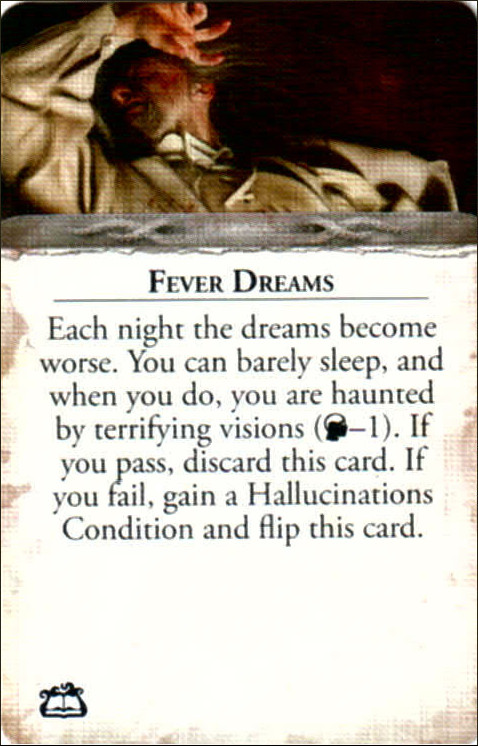 FEVER DREAMS
Each night the dreams become
worse. You can barely sleep, and
when you do, you are haunted
by terrifying visions (–1). If
you pass, discard this card. If
you fail, gain a Hallucinations
Condition and flip this card.